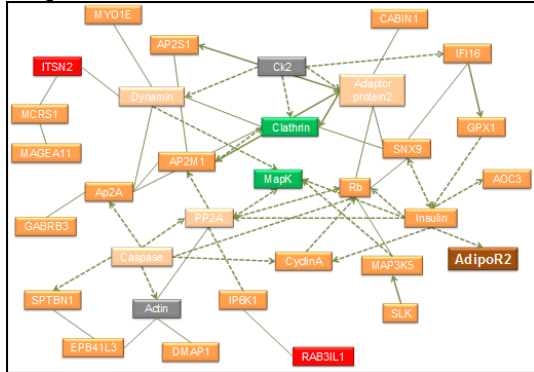 MYO1E
CABIN1
AP2S1
Ck2
IFI16
ITSN2
Dynamin
Adaptor
protein2
MCRS1
Clathrin
GPX1
MAGEA11
AP2M1
SNX9
MapK
Rb
AOC3
Ap2A
GABRB3
PP2A
Insulin
Caspase
CyclinA
MAP3K5
AdipoR2
SPTBN1
Actin
IP6K1
SLK
EPB41L3
DMAP1
RAB3IL1